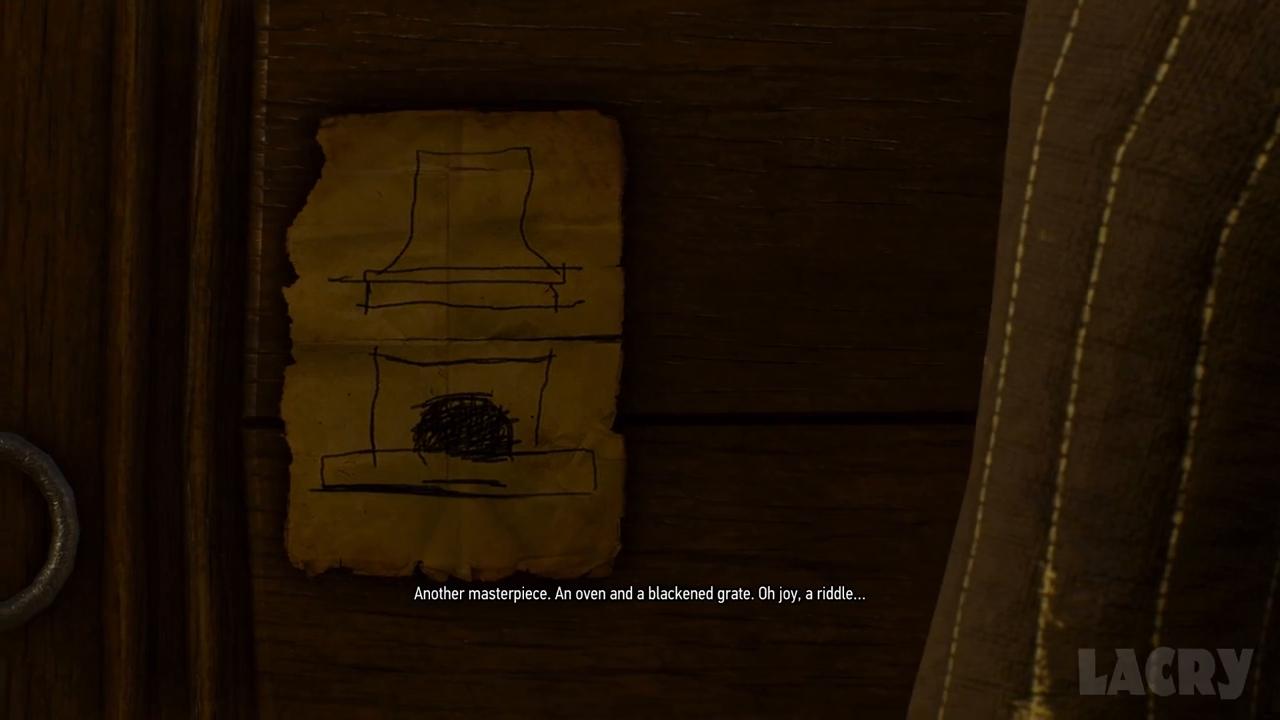 Another masterpiece. An oven and a blackened grate. Oh joy, a riddle...
LACRY